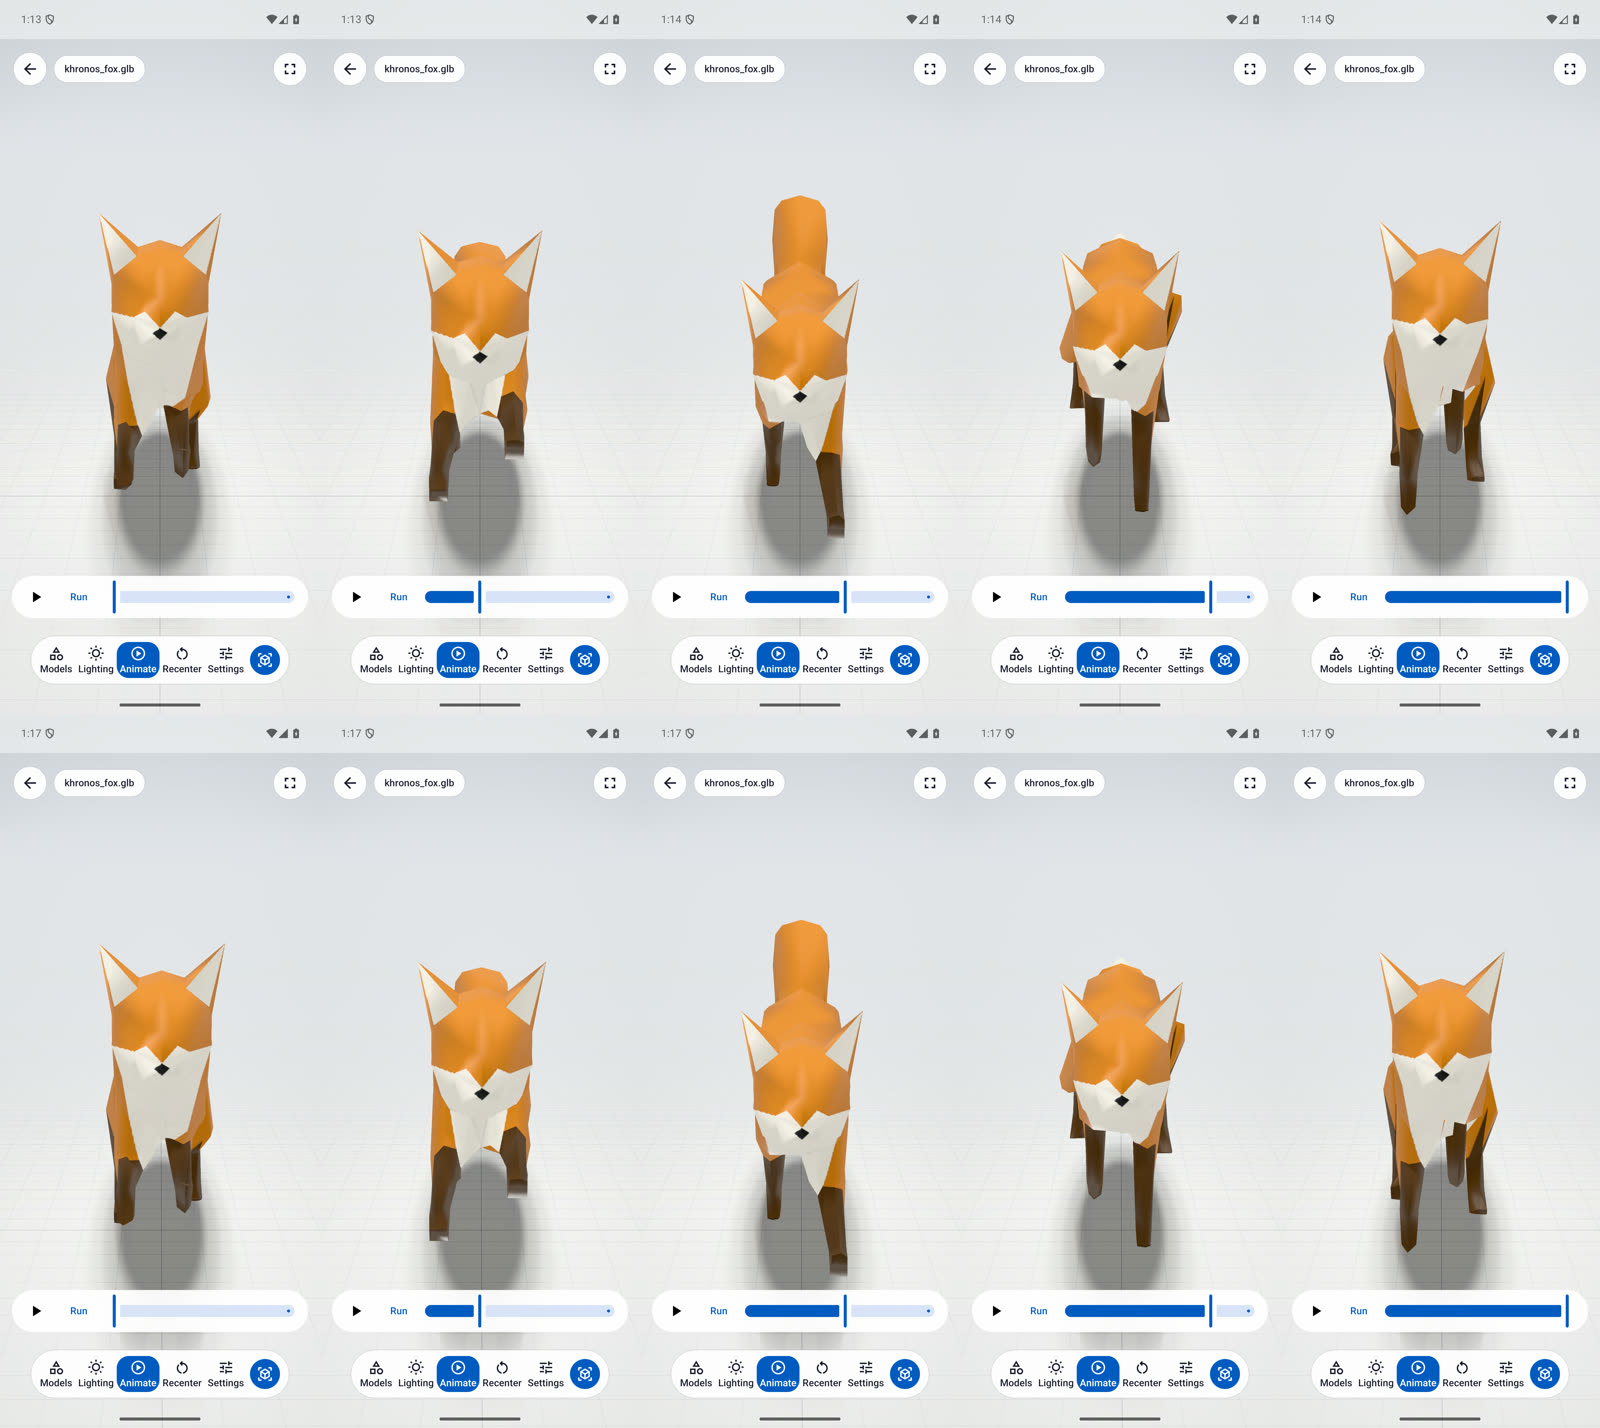 1:13
1:13
1:14
1:14
1:14
khronos_fox.glb
khronos_fox.glb
khronos_fox.glb
khronos_fox.glb
khronos_fox.glb
Run
Run
Run
Run
Run
Models Lighting Animate Recenter Settings
Models Lighting Animate Recenter Settings
Models Lighting Animate Recenter Settings
Models Lighting Animate Recenter Settings
Models Lighting Animate Recenter Settings
1:17
1:17
1:17
1:17
1:17
khronos_fox.glb
khronos_fox.glb
khronos_fox.glb
khronos_fox.glb
khronos_fox.glb
Run
Run
Run
Run
Run
Models Lighting Animate Recenter Settings
Models Lighting Animate Recenter Settings
Models Lighting Animate Recenter Settings
Models Lighting Animate Recenter Settings
Models Lighting Animate Recenter Settings